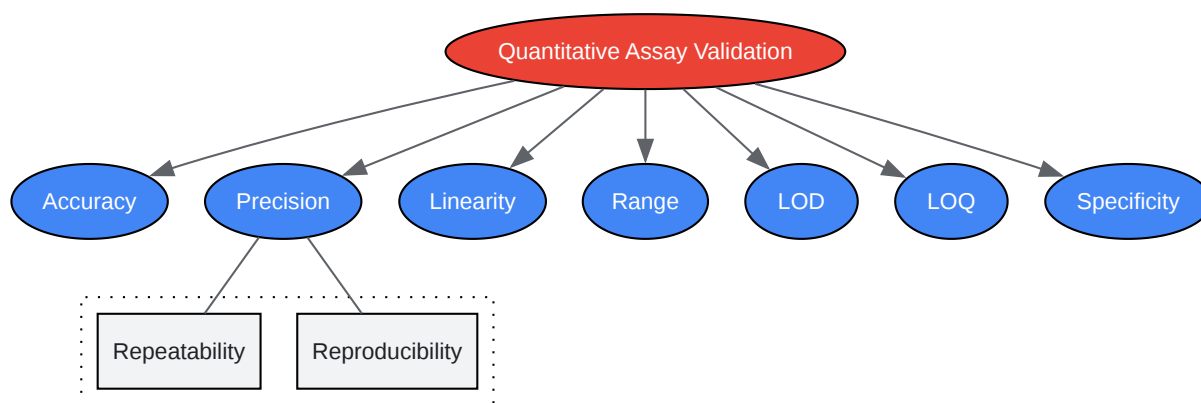 Quantitative Assay Validation
Accuracy
Precision
Linearity
Range
LOD
LOQ
Specificity
Repeatability
Reproducibility